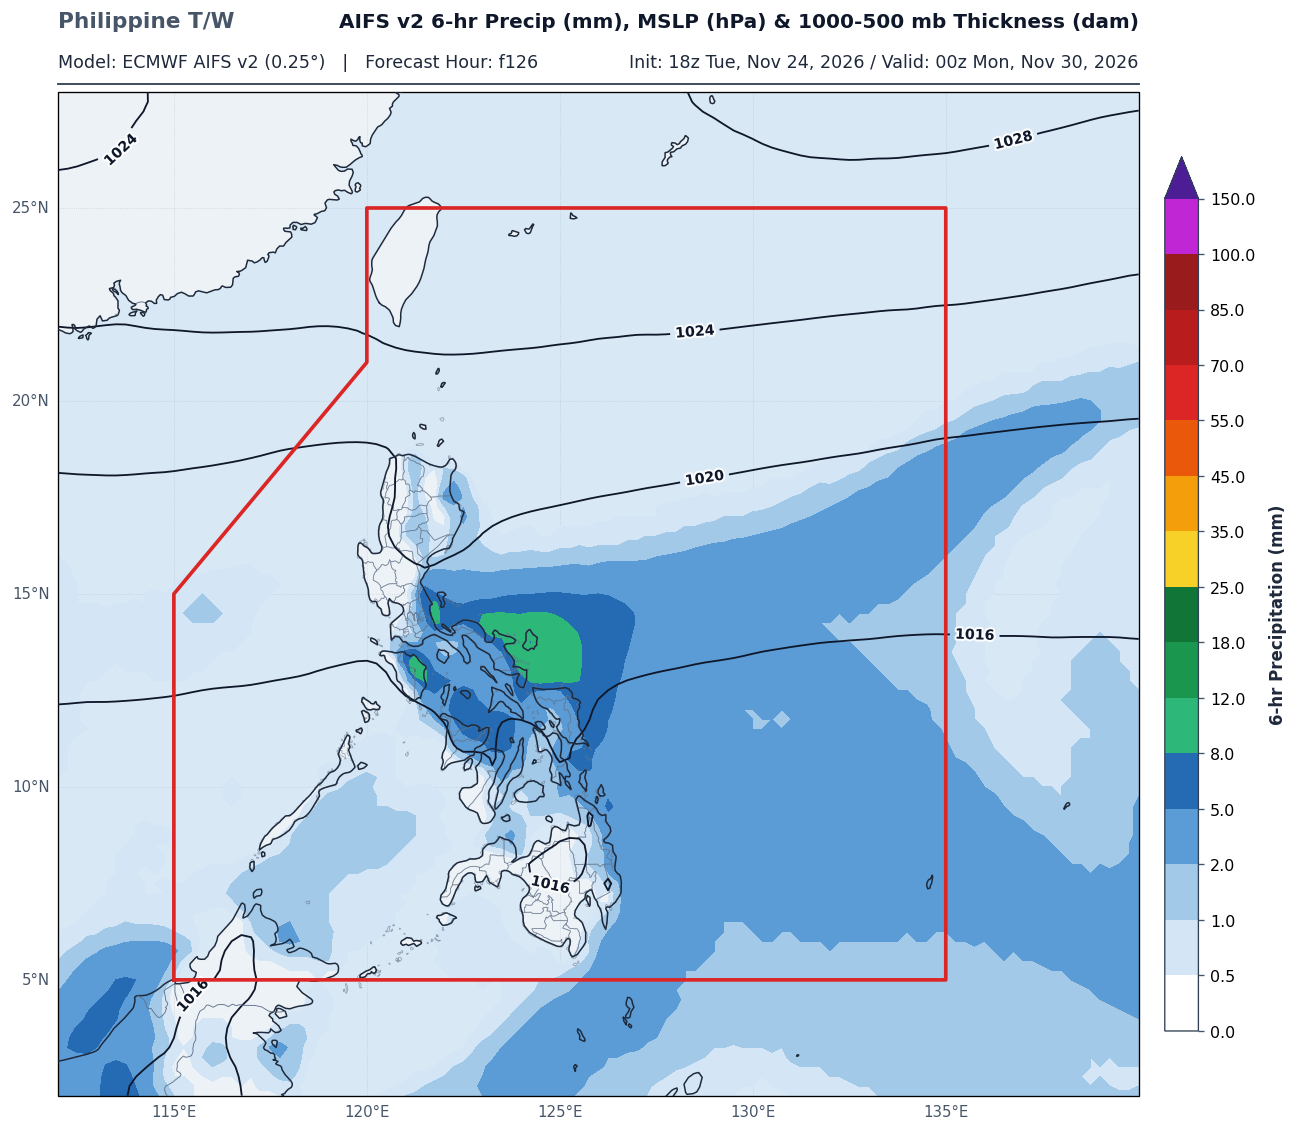 Philippine T/W
AIFS v2 6-hr Precip (mm), MSLP (hPa) & 1000-500 mb Thickness (dam)
Model: ECMWF AIFS v2 (0.25°) | Forecast Hour: f126
Init: 18z Tue, Nov 24, 2026 / Valid: 00z Mon, Nov 30, 2026
1024
1028
1024
1020
1016
1016
1016
25°N
20°N
15°N
10°N
5°N
115°E
120°E
125°E
130°E
135°E
150.0
100.0
85.0
70.0
55.0
45.0
35.0
25.0
18.0
12.0
8.0
5.0
2.0
1.0
0.5
0.0
6-hr Precipitation (mm)